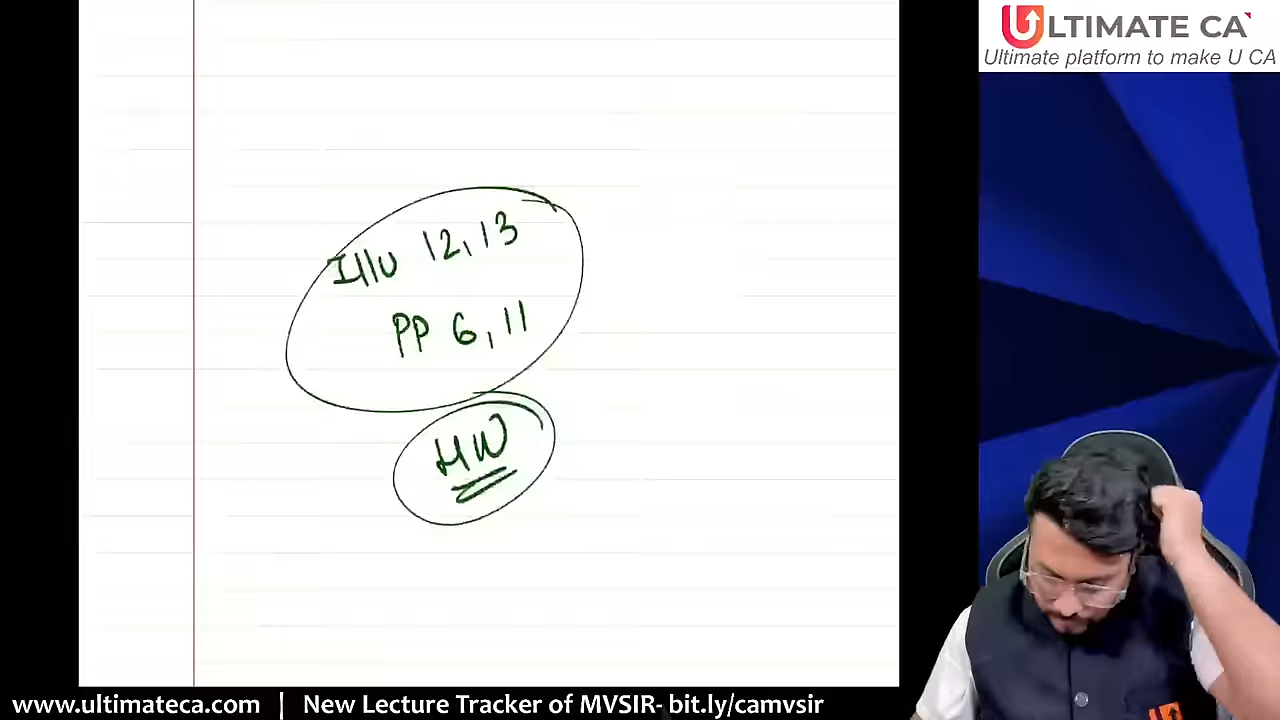 ULTIMATE CA
Ultimate platform to make U CA
Illu 12, 13
PP 6, 11
HW
www.ultimateca.com | New Lecture Tracker of MVSIR- bit.ly/camvsir